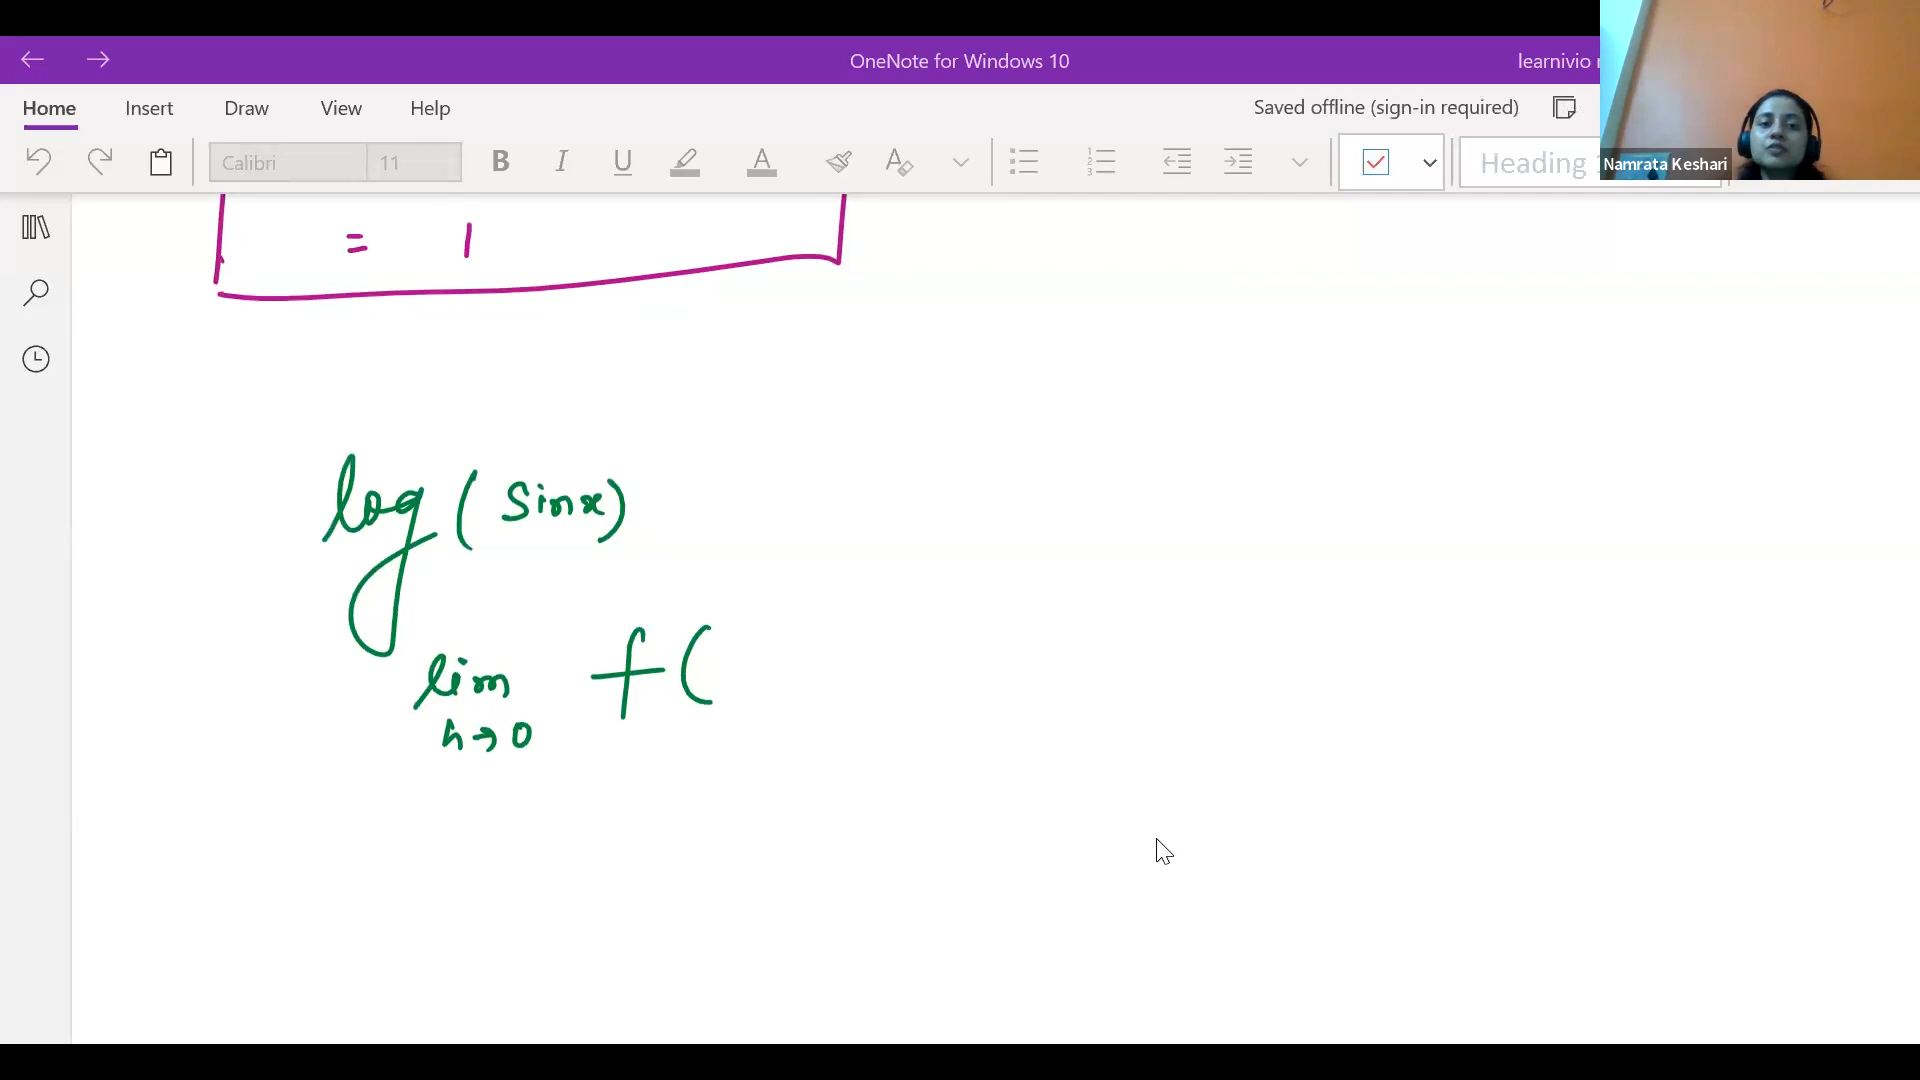 OneNote for Windows 10
learnivio
Home Insert Draw View Help
Saved offline (sign-in required)
Calibri 11
B I U A A
Heading
Namrata Keshari
= 1
log (sinx)
lim f (
h→0